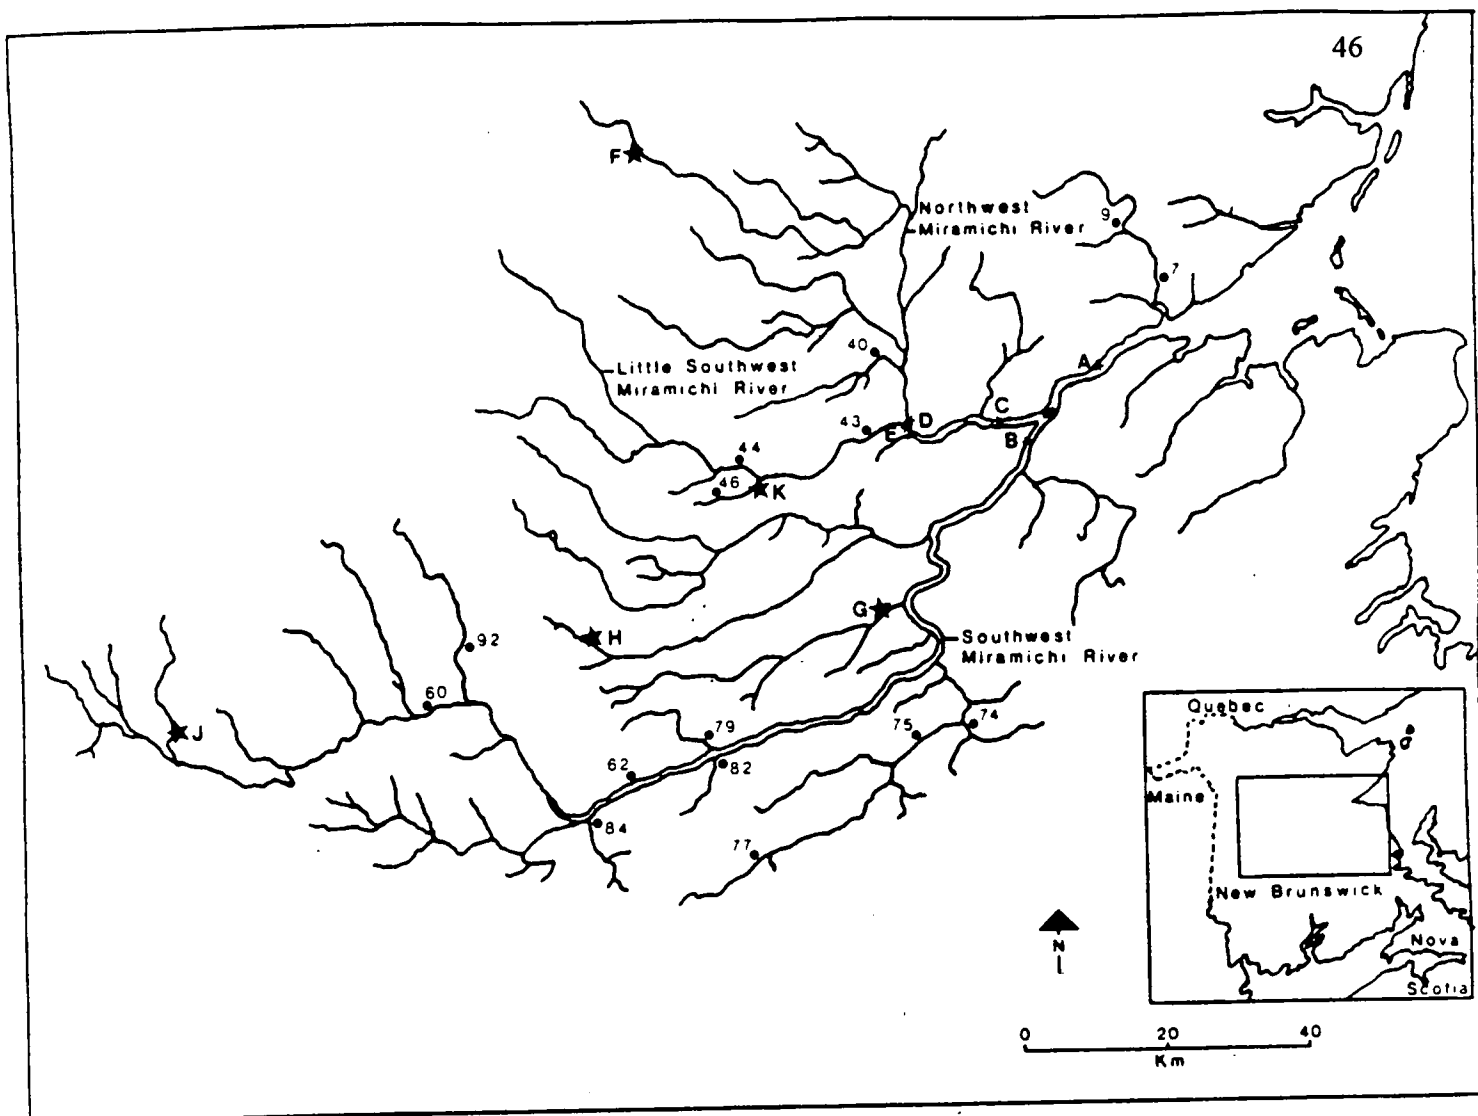 46
F
Northwest
Miramichi River
9
7
40
Little Southwest
Miramichi River
A
C
43
E
D
B
44
46
K
G
H
Southwest
Miramichi River
92
60
J
79
75
74
62
82
84
77
N
Quebec
Maine
New Brunswick
Nova
Scotia
0 20 40
Km